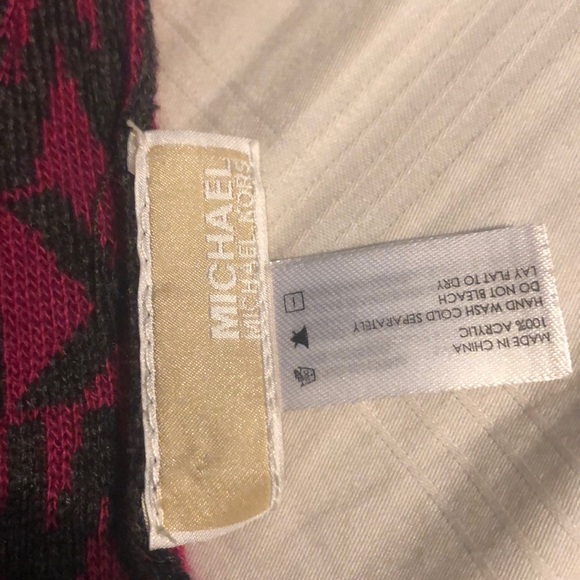 MICHAEL
MICHAEL KORS
MADE IN CHINA
100% ACRYLIC
HAND WASH COLD SEPARATELY
DO NOT BLEACH
LAY FLAT TO DRY